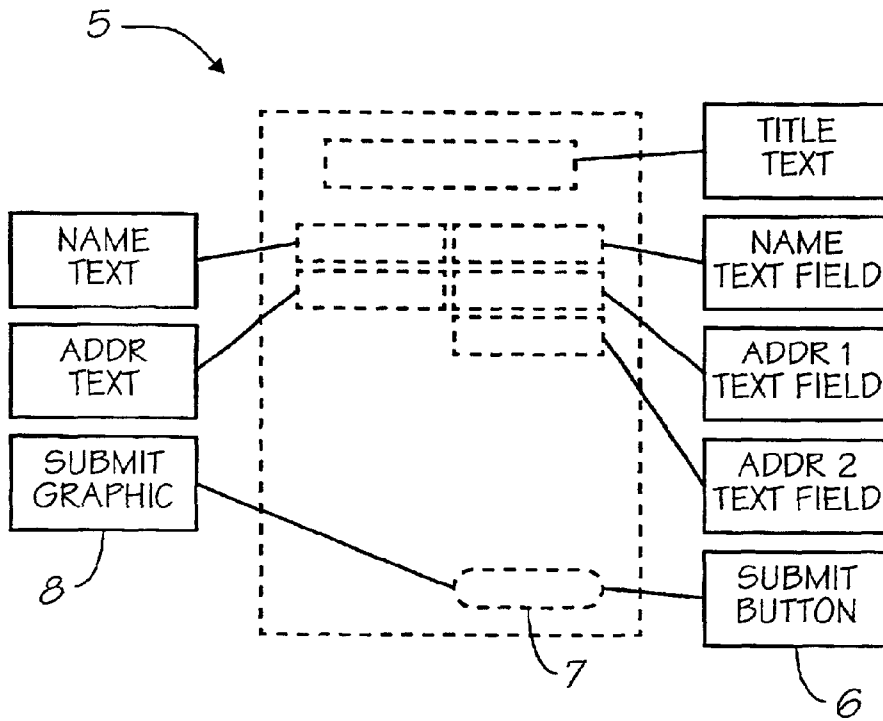 5
TITLE
TEXT
NAME
TEXT
NAME
TEXT FIELD
ADDR
TEXT
ADDR 1
TEXT FIELD
SUBMIT
GRAPHIC
ADDR 2
TEXT FIELD
SUBMIT
BUTTON
8
7
6